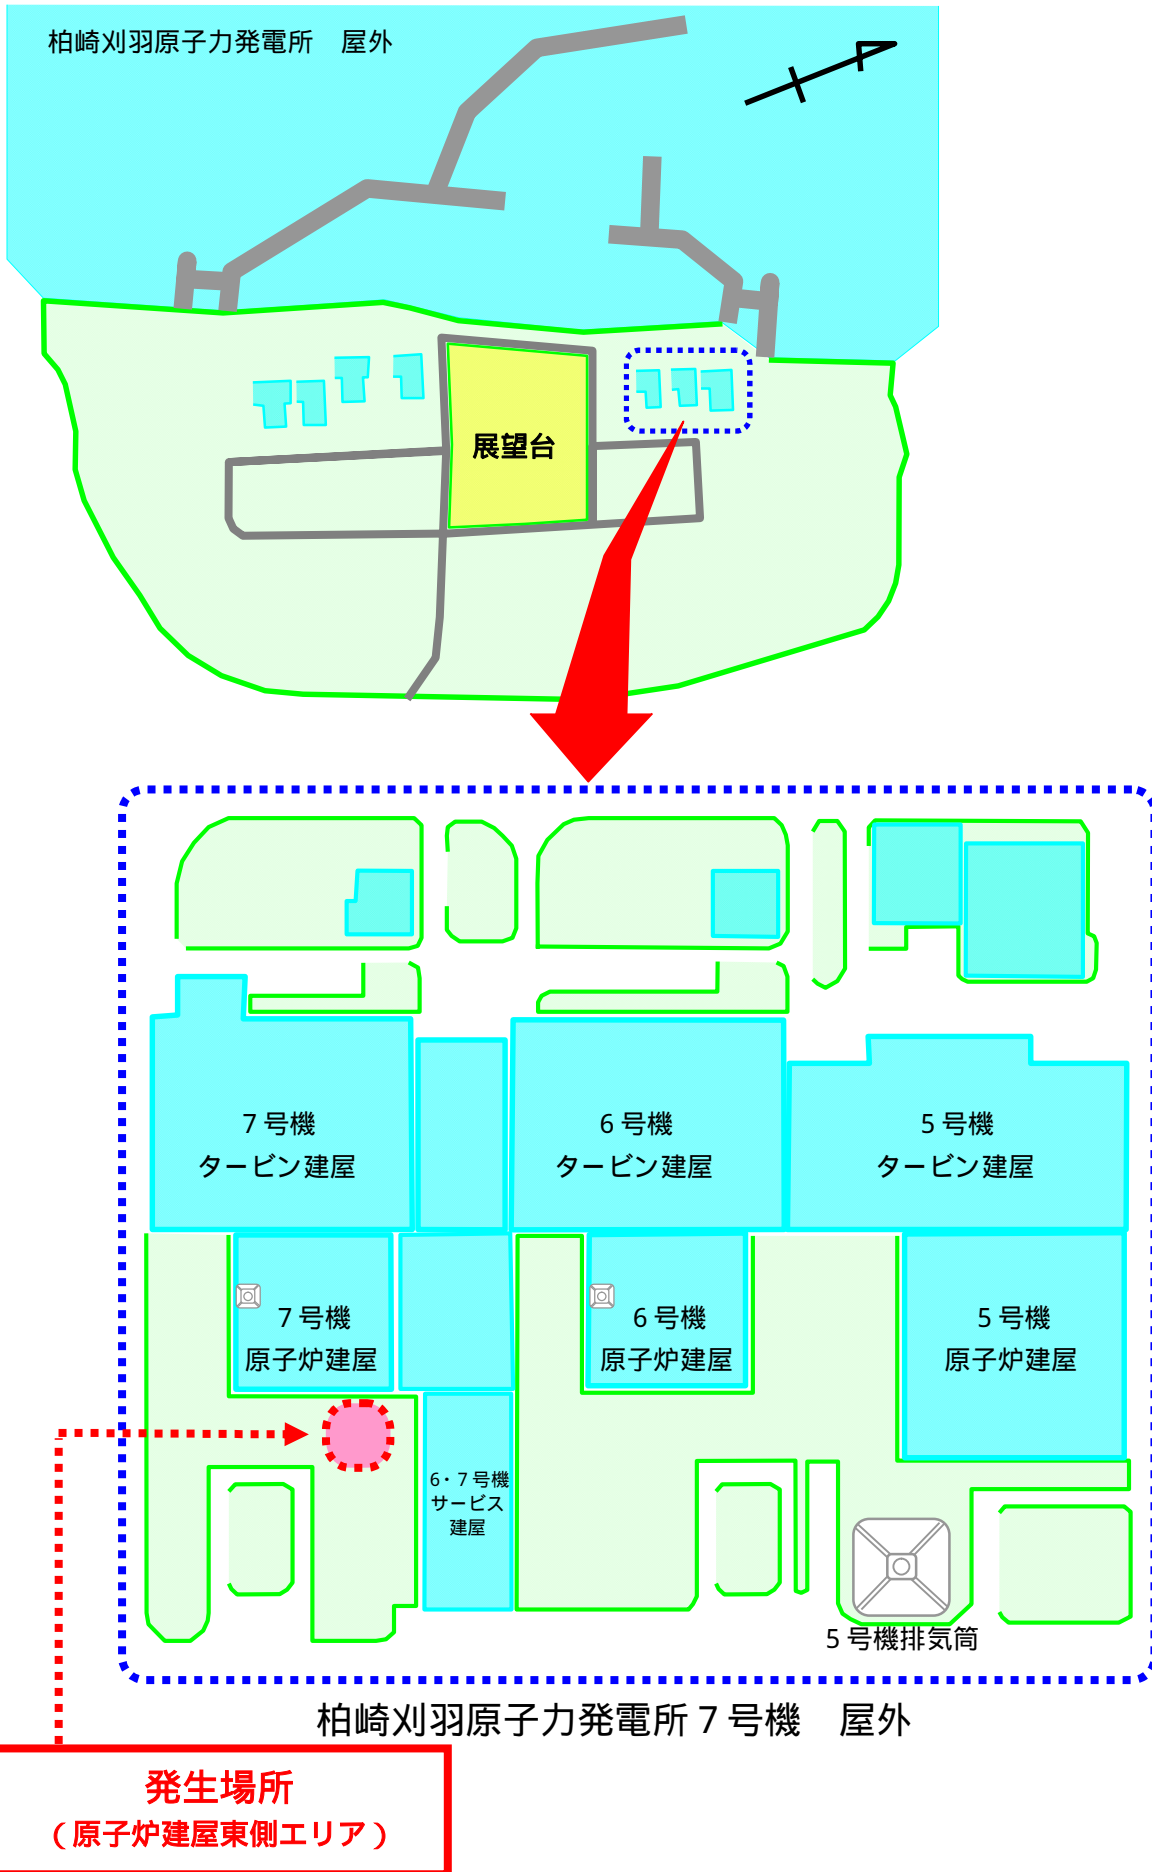 柏崎刈羽原子力発電所　屋外
展望台
7号機
タービン建屋
6号機
タービン建屋
5号機
タービン建屋
7号機
原子炉建屋
6号機
原子炉建屋
5号機
原子炉建屋
6・7号機
サービス
建屋
5号機排気筒
柏崎刈羽原子力発電所7号機　屋外
発生場所
（原子炉建屋東側エリア）